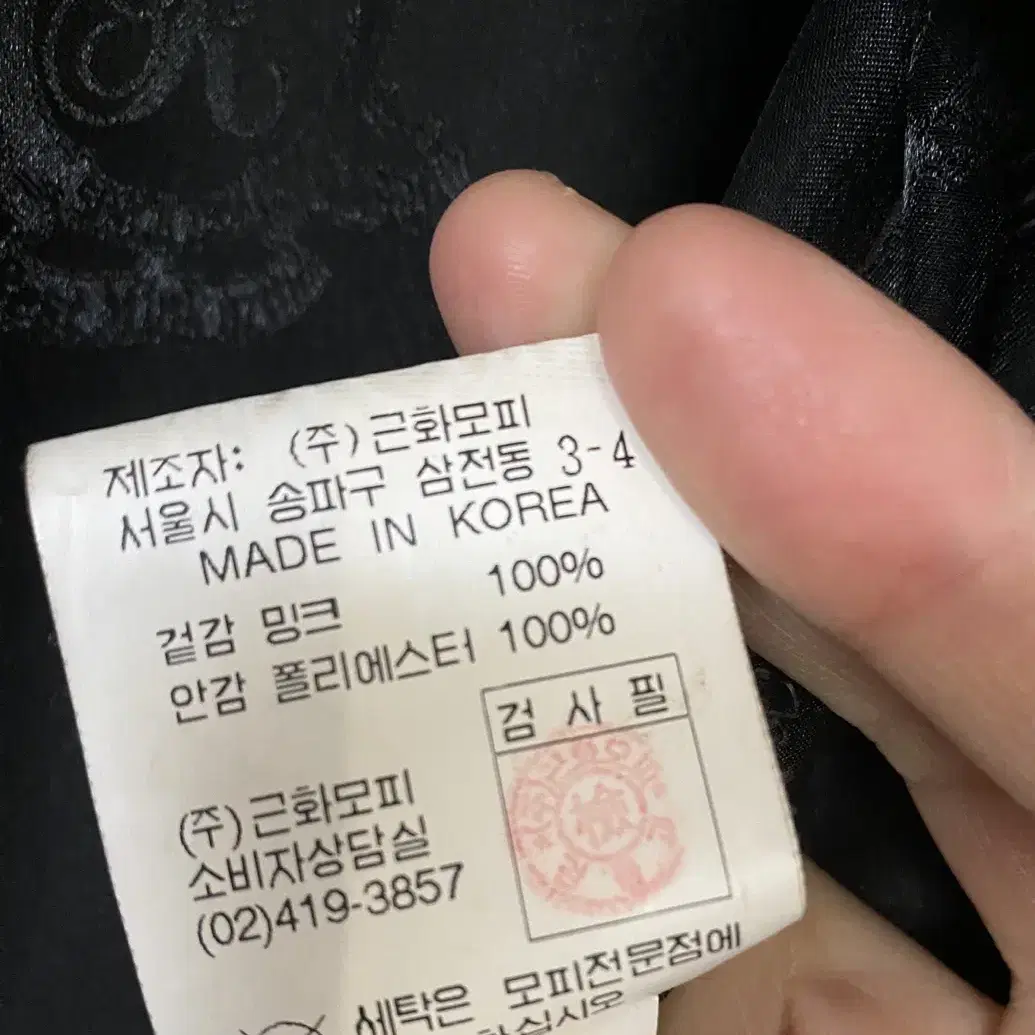 제조자: (주)근화모피
서울시 송파구 삼전동 3-4
MADE IN KOREA
겉감 밍크 100%
안감 폴리에스터 100%
검 사 필
檢
(주)근화모피
소비자상담실
(02)419-3857
세탁은 모피전문점에